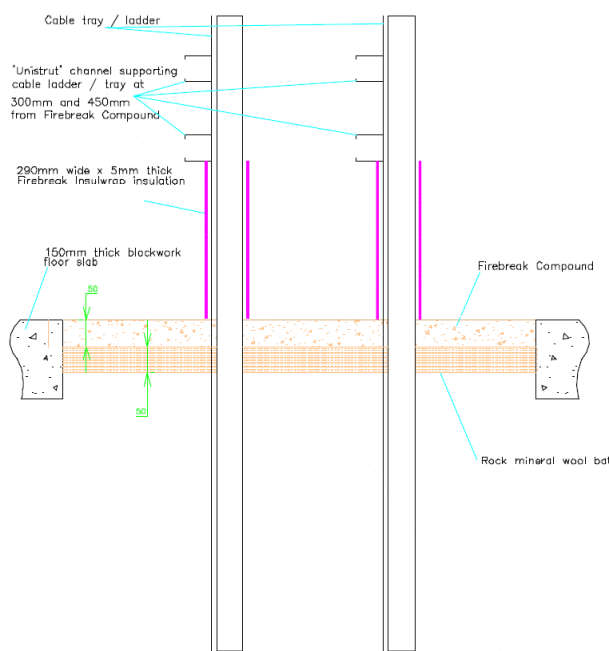 Cable tray / ladder
"Unistrut" channel supporting
cable ladder / tray at
300mm and 450mm
from Firebreak Compound
290mm wide x 5mm thick
Firebreak Insulwrap insulation
150mm thick blockwork
floor slab
50
Firebreak Compound
50
Rock mineral wool bat